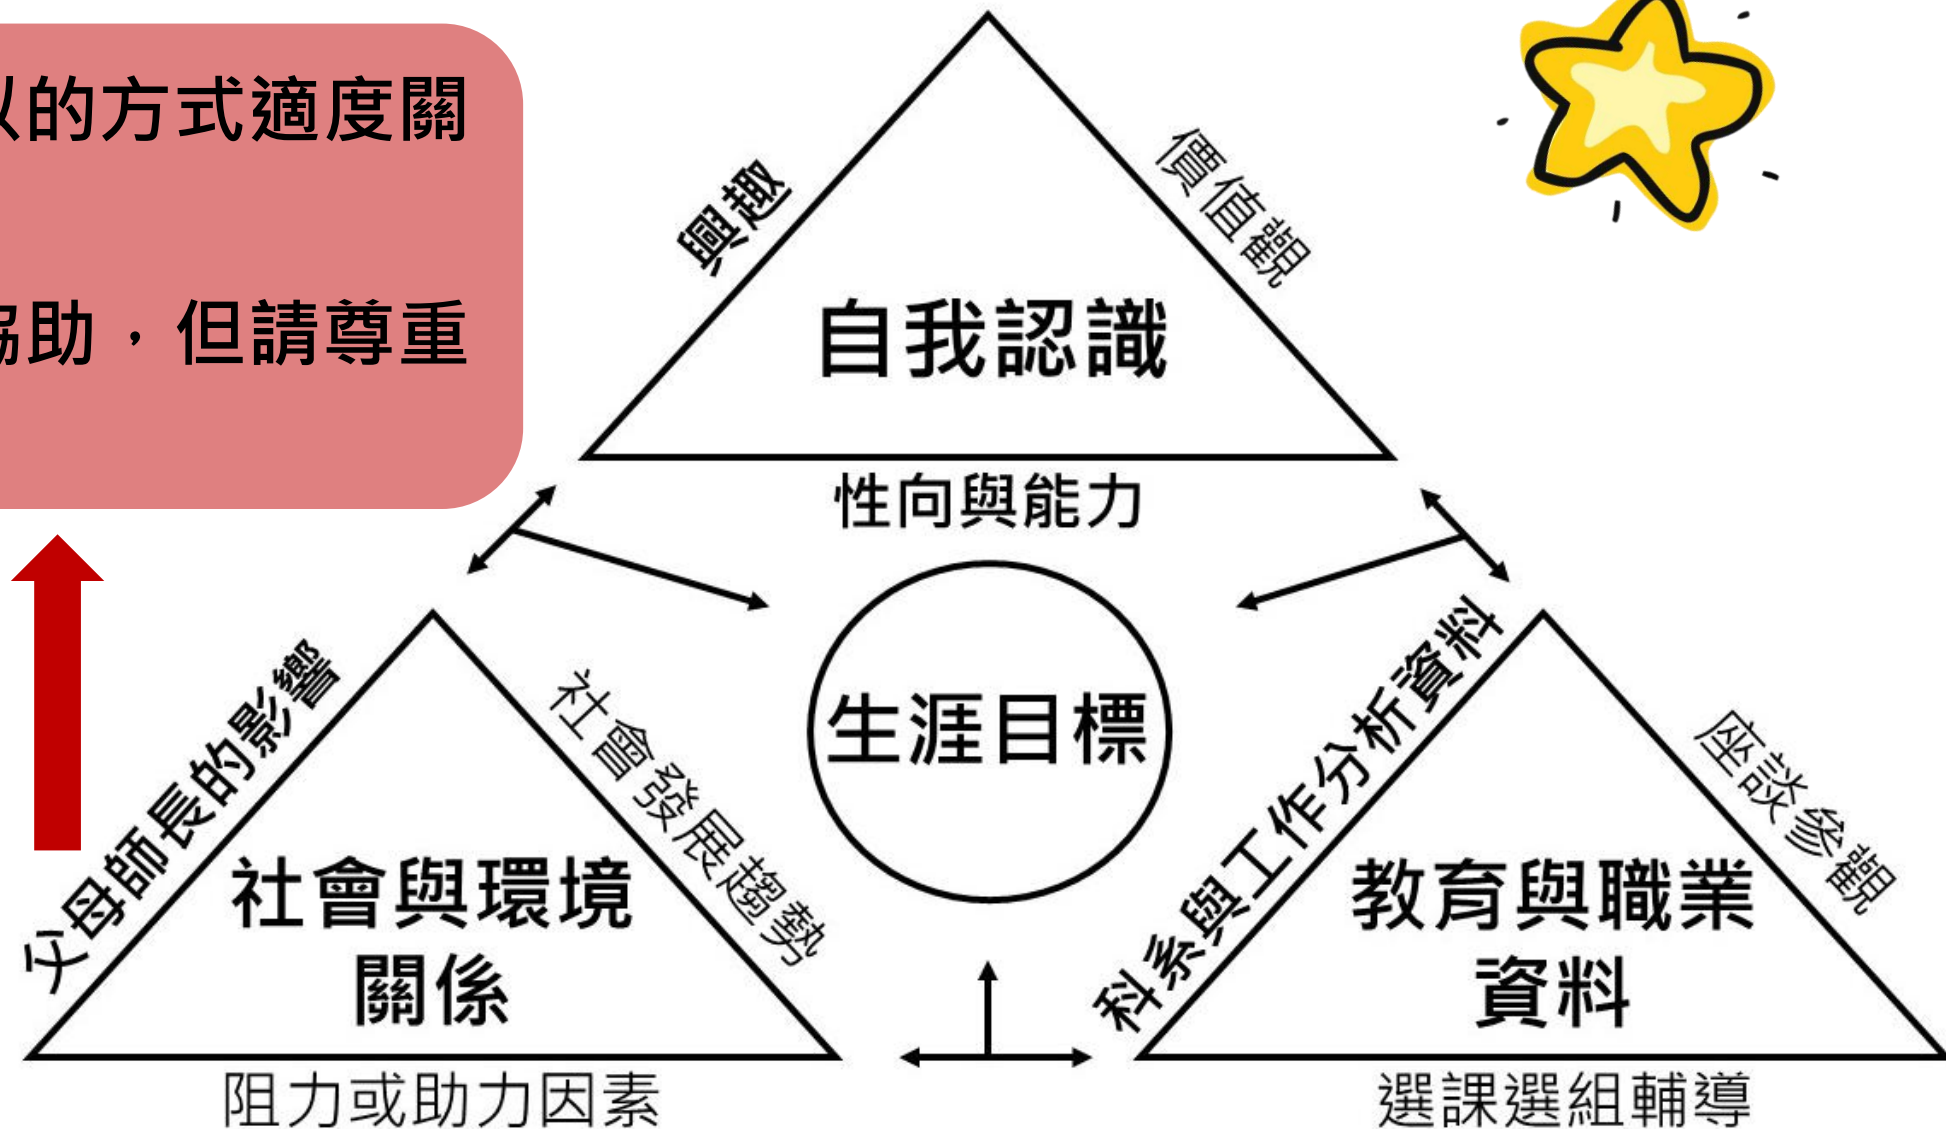 的方式適度關
助，但請尊重
興趣
價值觀
自我認識
性向與能力
生涯目標
父母師長的影響
社會發展趨勢
社會與環境
關係
阻力或助力因素
科系與工作分析資料
座談參觀
教育與職業
資料
選課選組輔導